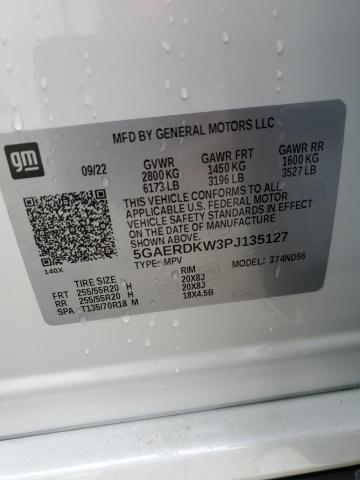 MFD BY GENERAL MOTORS LLC
gm
09/22 GVWR GAWR FRT GAWR RR
2800 KG 1450 KG 1600 KG
6173 LB 3196 LB 3527 LB
THIS VEHICLE CONFORMS TO ALL
APPLICABLE U.S. FEDERAL MOTOR
VEHICLE SAFETY STANDARDS IN EFFECT ON THE
DATE OF MANUFACTURE SHOWN ABOVE.
5GAERDKW3PJ135127
140X
TYPE: MPV MODEL: 374ND56
TIRE SIZE RIM
FRT 255/55R20 H 20X8J
RR 255/55R20 H 20X8J
SPA T135/70R18 M 18X4.5B